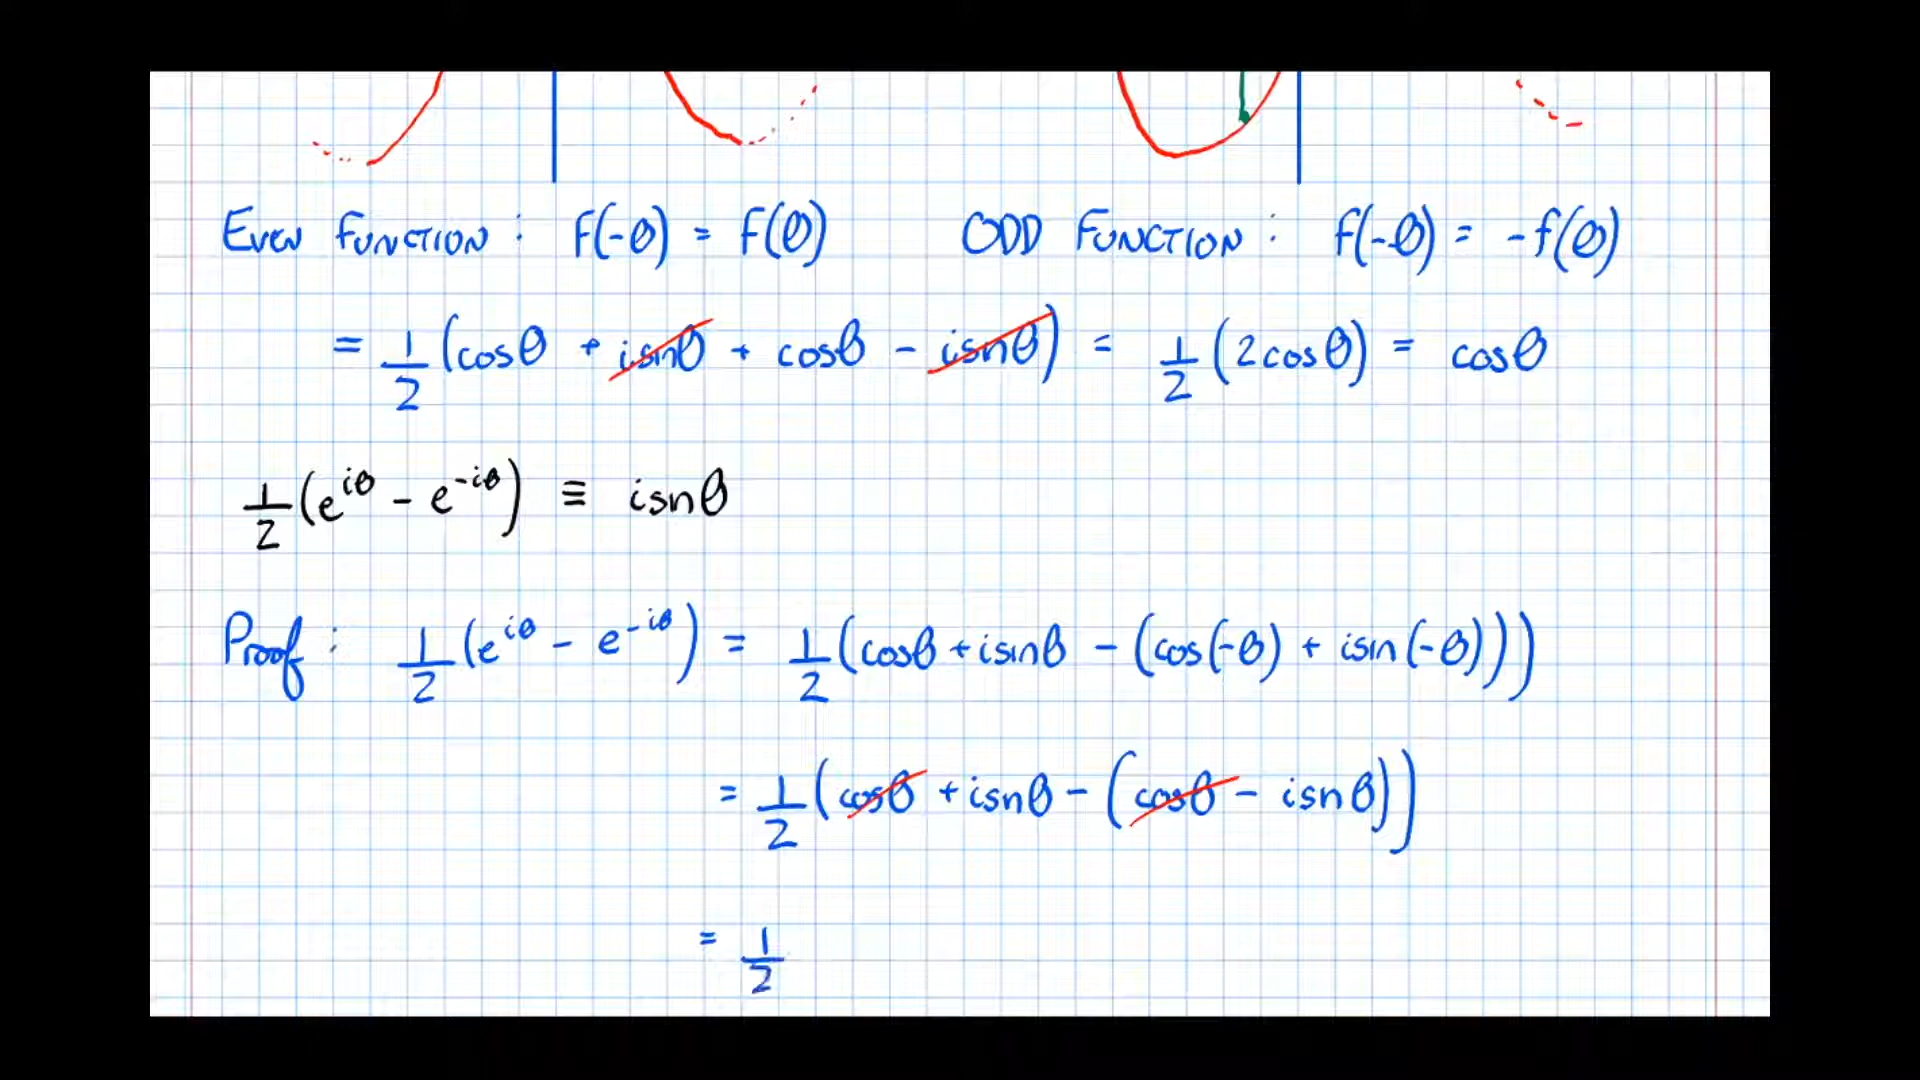 EVEN FUNCTION : F(-θ) = F(θ) ODD FUNCTION : f(-θ) = -f(θ)
= 1/2 (cosθ + isinθ + cosθ - isinθ) = 1/2 (2cosθ) = cosθ
1/2 (e^{iθ} - e^{-iθ}) ≡ isinθ
Proof : 1/2 (e^{iθ} - e^{-iθ}) = 1/2 (cosθ + isinθ - (cos(-θ) + isin(-θ)))
= 1/2 (cosθ + isinθ - (cosθ - isinθ))
= 1/2